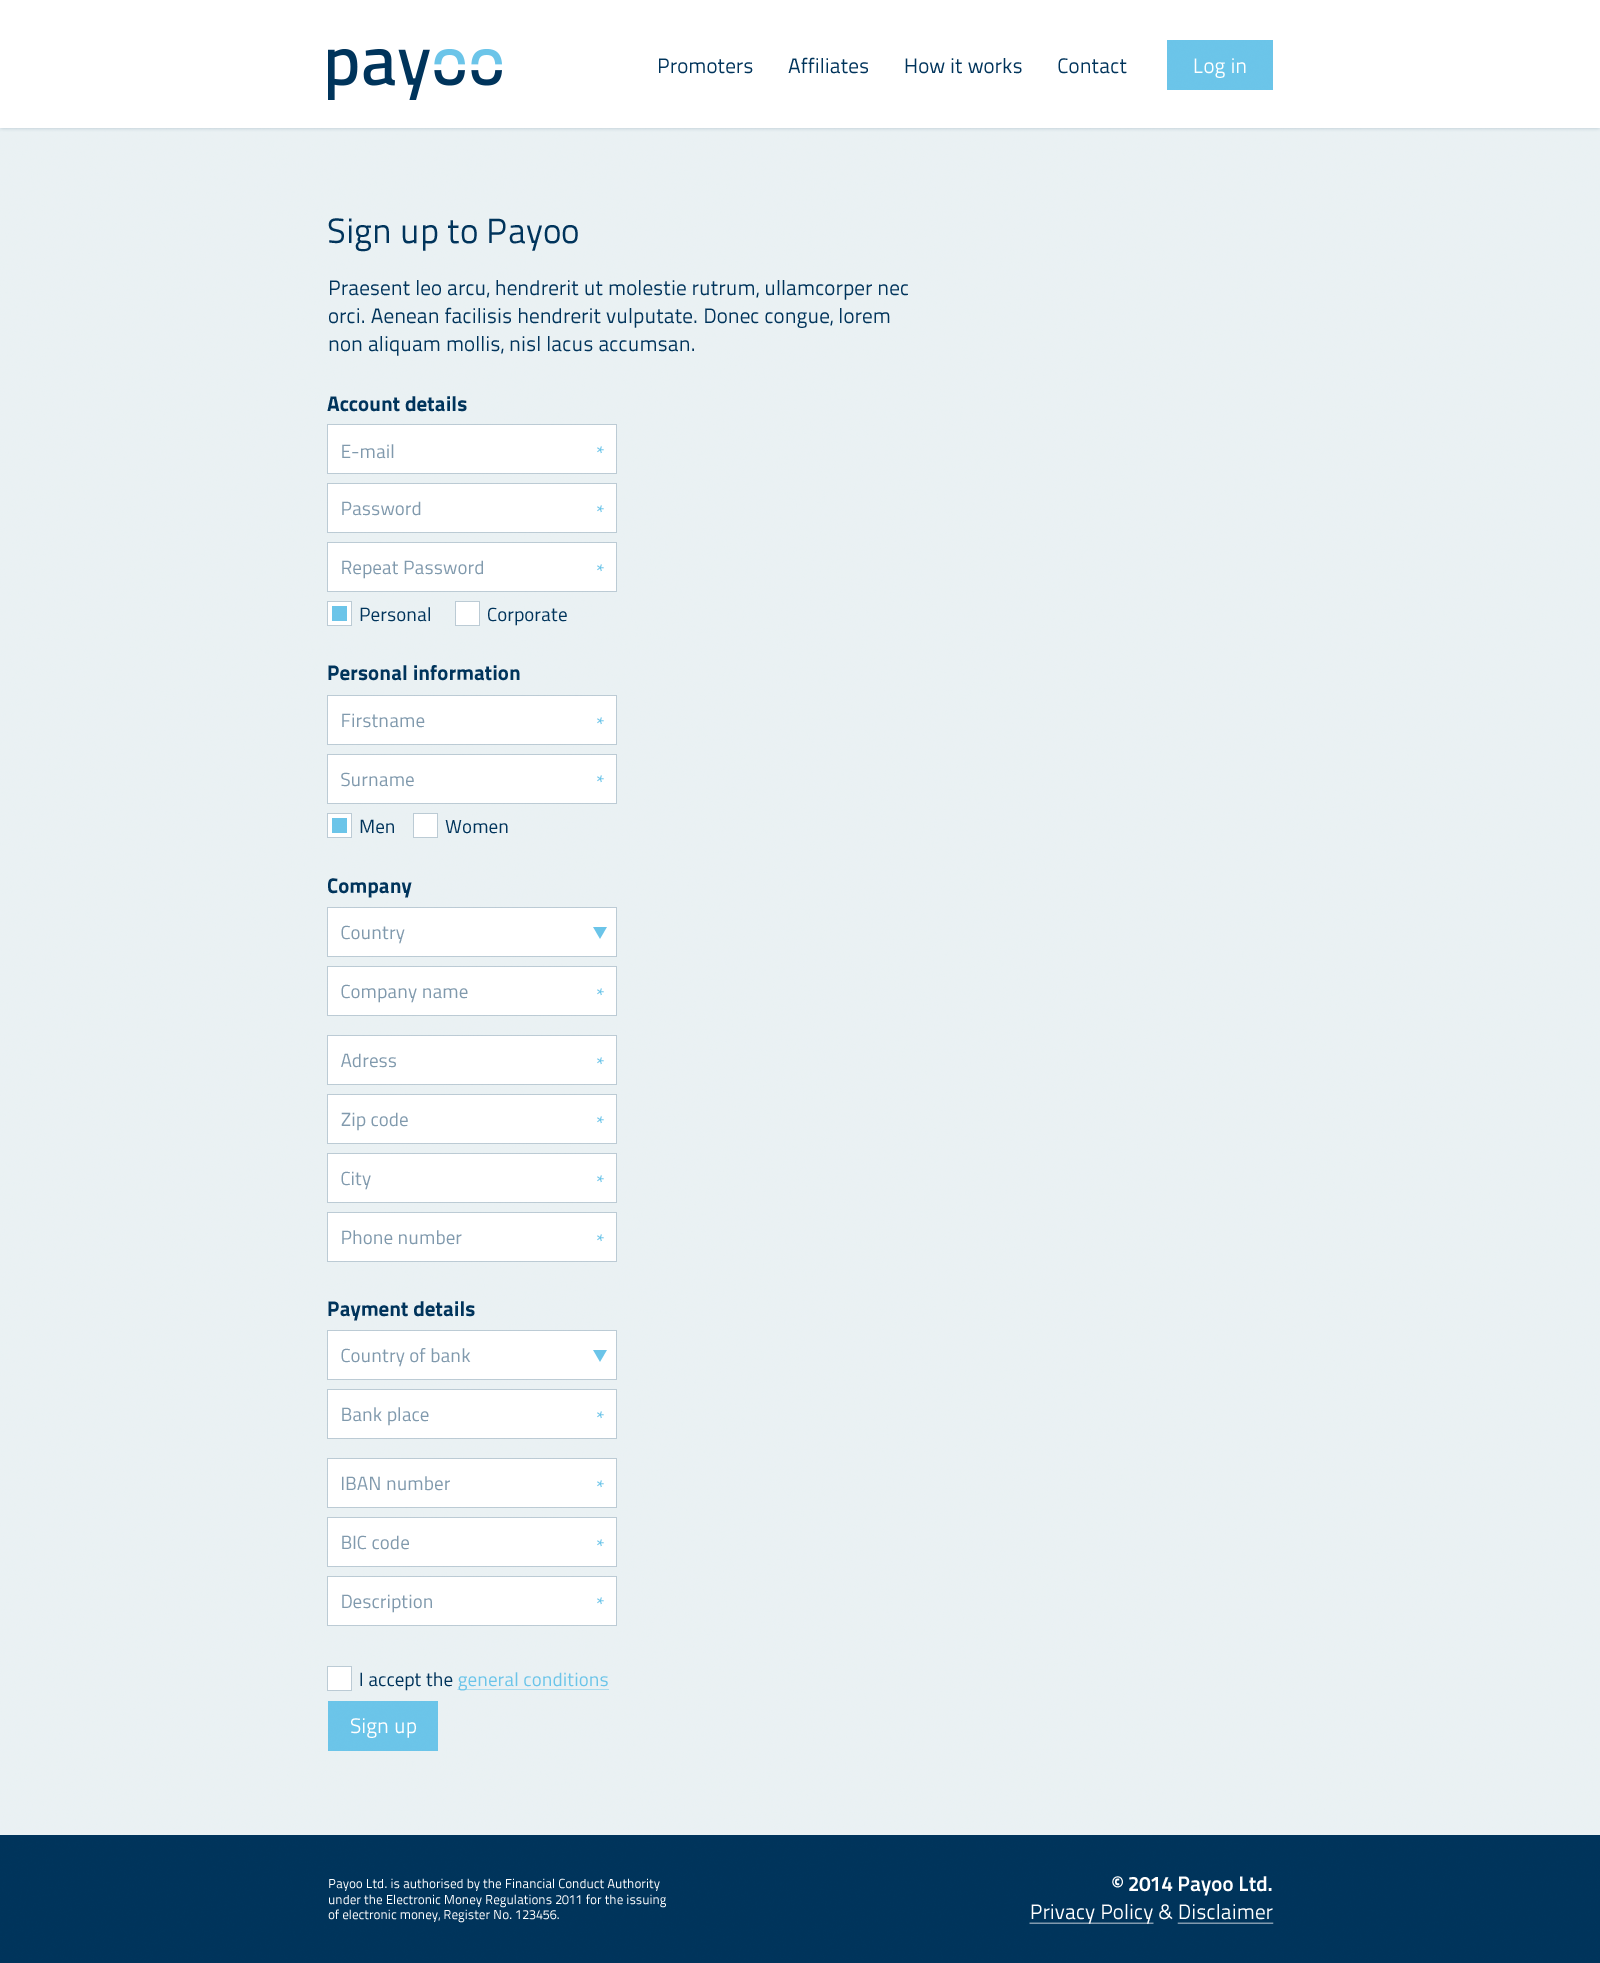 payoo
Promoters Affiliates How it works Contact Log in
Sign up to Payoo
Praesent leo arcu, hendrerit ut molestie rutrum, ullamcorper nec
orci. Aenean facilisis hendrerit vulputate. Donec congue, lorem
non aliquam mollis, nisl lacus accumsan.
Account details
E-mail *
Password *
Repeat Password *
Personal Corporate
Personal information
Firstname *
Surname *
Men Women
Company
Country
Company name *
Adress *
Zip code *
City *
Phone number *
Payment details
Country of bank
Bank place *
IBAN number *
BIC code *
Description *
I accept the general conditions
Sign up
Payoo Ltd. is authorised by the Financial Conduct Authority
under the Electronic Money Regulations 2011 for the issuing
of electronic money, Register No. 123456.
© 2014 Payoo Ltd.
Privacy Policy & Disclaimer